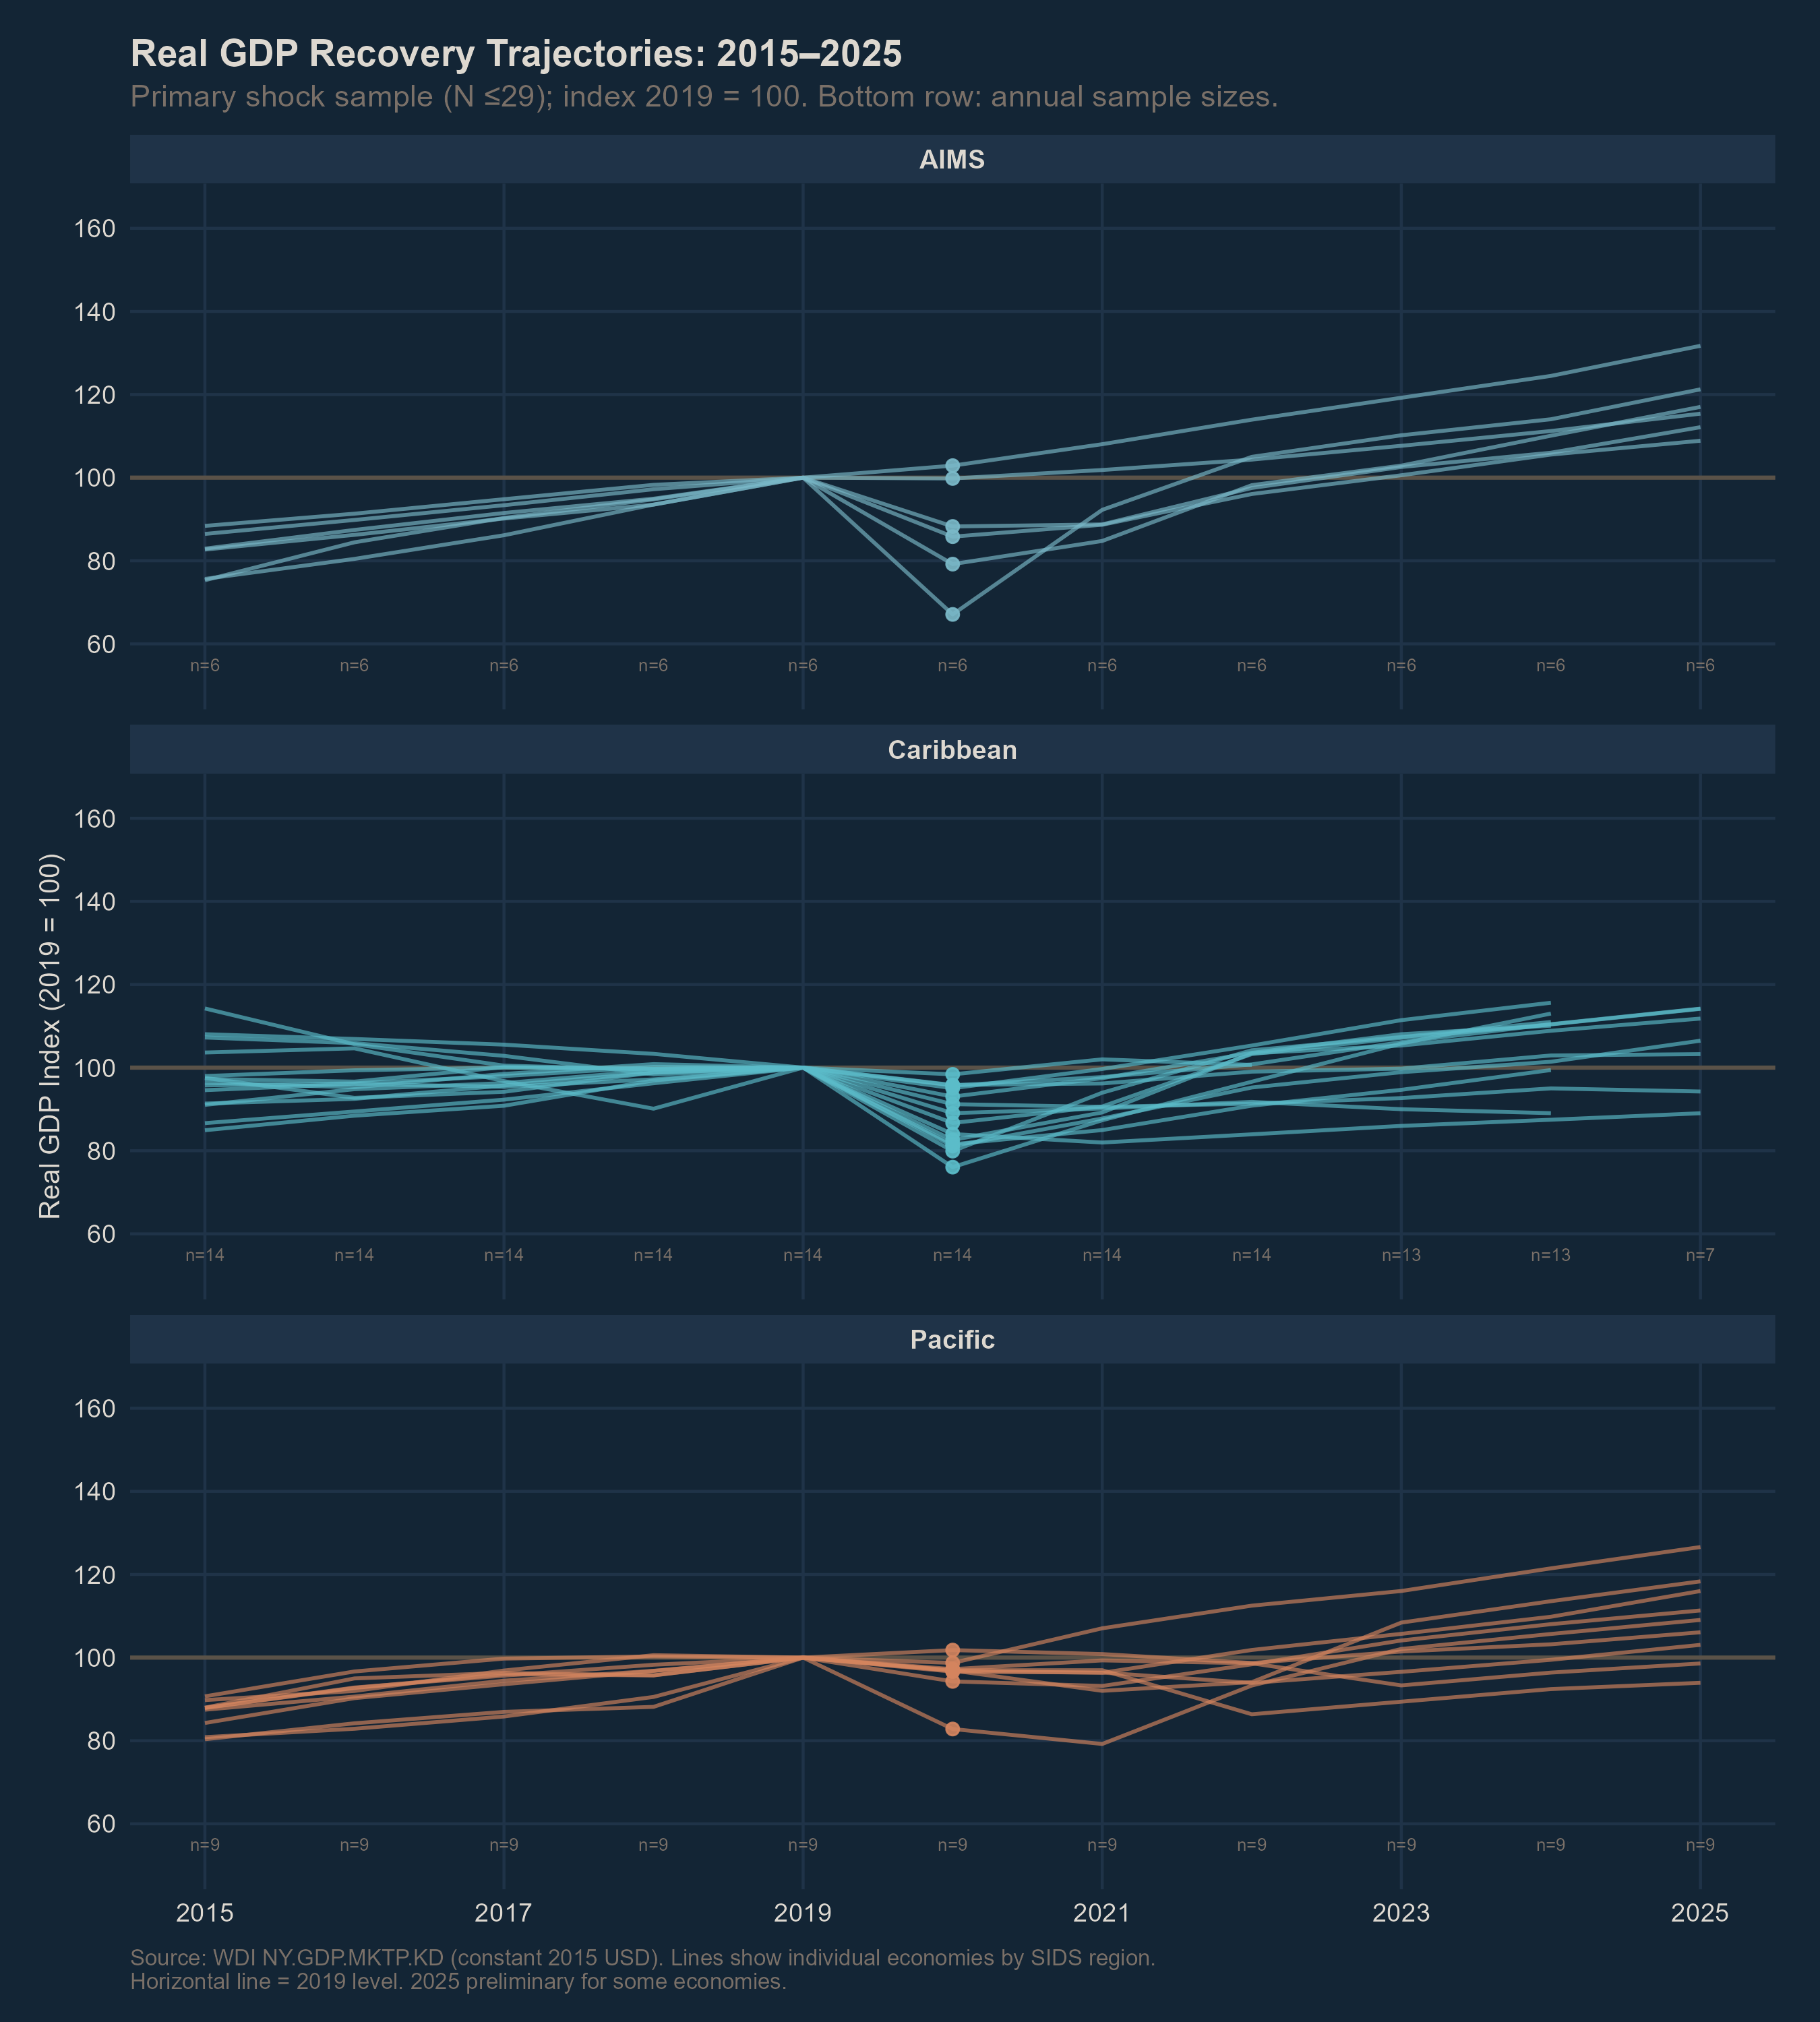 Real GDP Recovery Trajectories: 2015–2025
Primary shock sample (N ≤29); index 2019 = 100. Bottom row: annual sample sizes.
AIMS
160
140
120
100
80
60
n=6 n=6 n=6 n=6 n=6 n=6 n=6 n=6 n=6 n=6 n=6
Real GDP Index (2019 = 100)
Caribbean
160
140
120
100
80
60
n=14 n=14 n=14 n=14 n=14 n=14 n=14 n=14 n=13 n=13 n=7
Pacific
160
140
120
100
80
60
n=9 n=9 n=9 n=9 n=9 n=9 n=9 n=9 n=9 n=9 n=9
2015 2017 2019 2021 2023 2025
Source: WDI NY.GDP.MKTP.KD (constant 2015 USD). Lines show individual economies by SIDS region.
Horizontal line = 2019 level. 2025 preliminary for some economies.